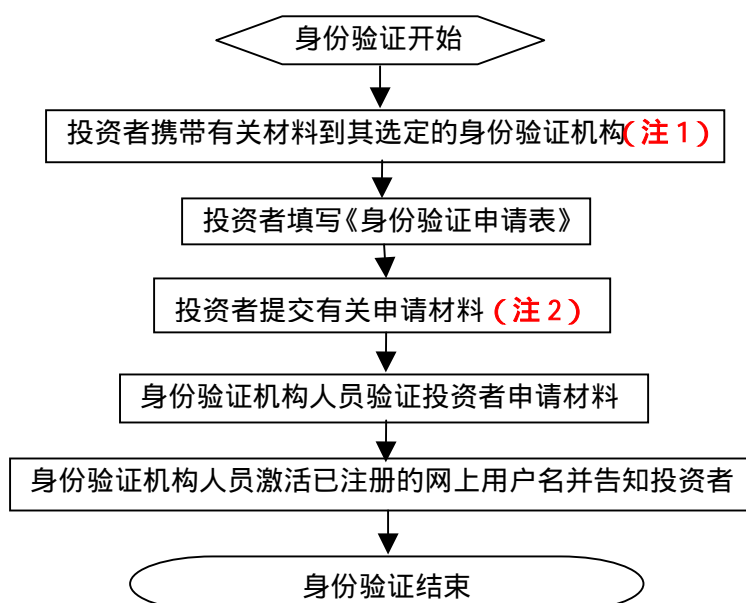 身份验证开始
投资者携带有关材料到其选定的身份验证机构（注1）
投资者填写《身份验证申请表》
投资者提交有关申请材料（注2）
身份验证机构人员验证投资者申请材料
身份验证机构人员激活已注册的网上用户名并告知投资者
身份验证结束